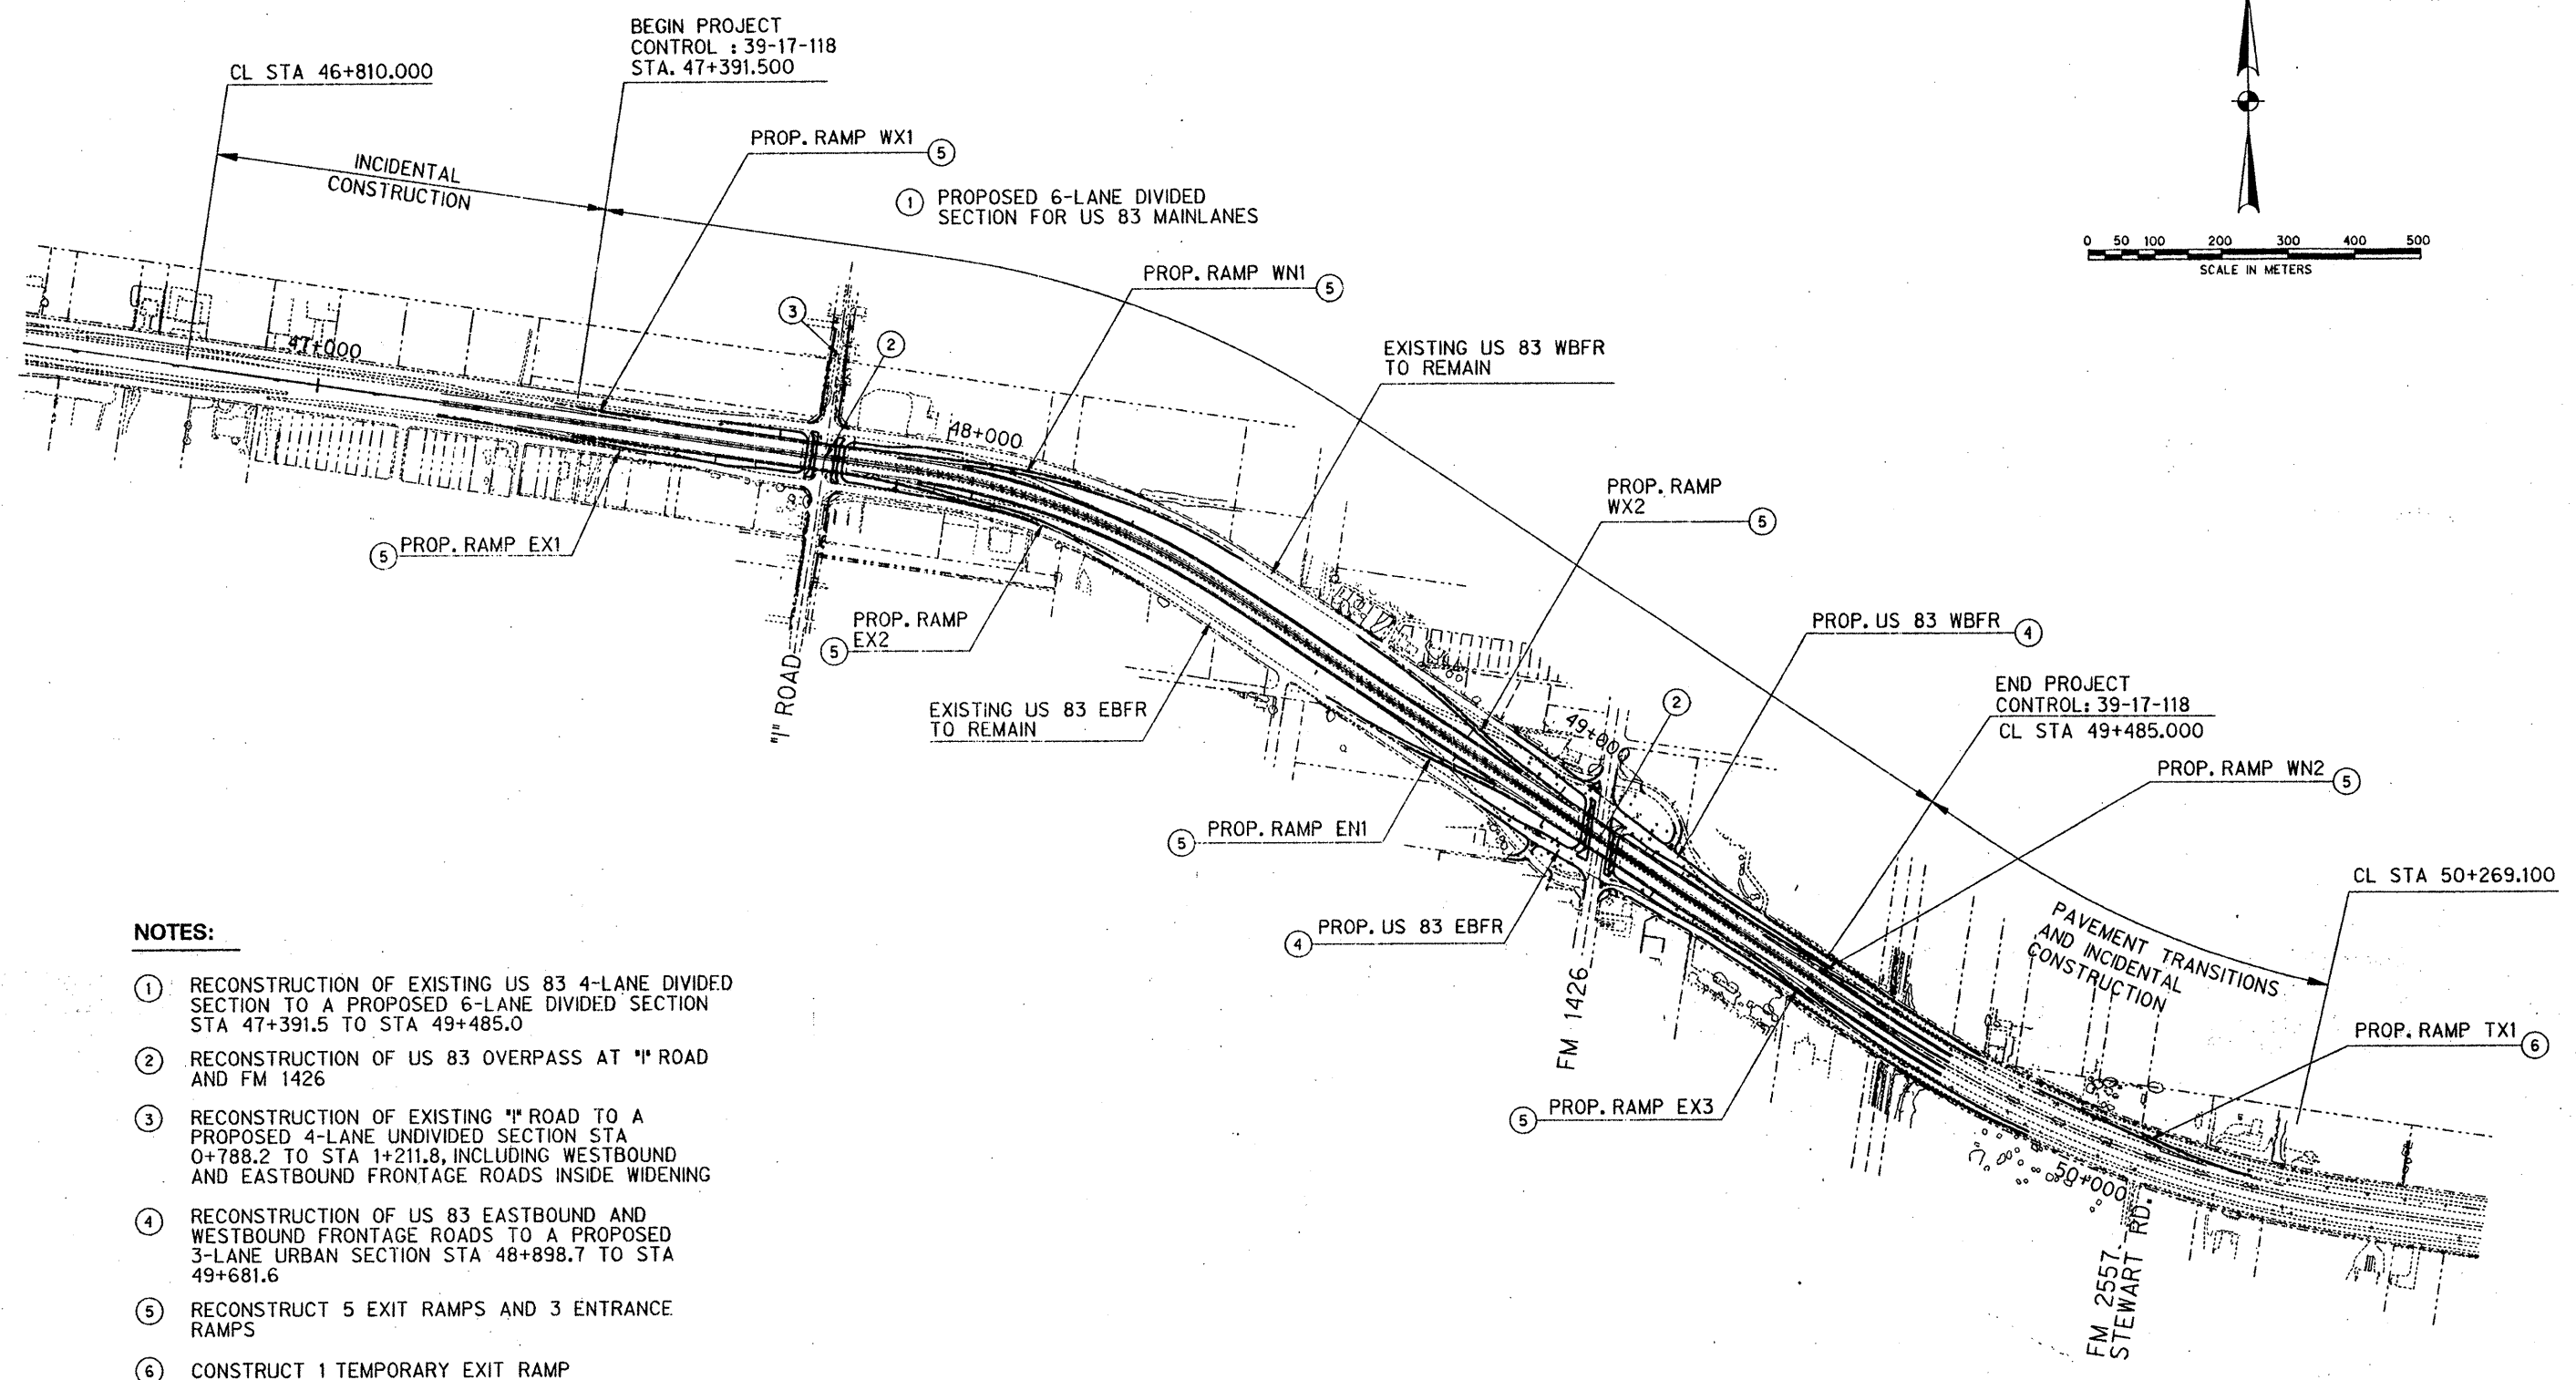 BEGIN PROJECT
CONTROL : 39-17-118
STA. 47+391.500
CL STA 46+810.000
PROP. RAMP WX1 5
INCIDENTAL
CONSTRUCTION
1 PROPOSED 6-LANE DIVIDED
SECTION FOR US 83 MAINLANES
0 50 100 200 300 400 500
SCALE IN METERS
PROP. RAMP WN1 5
3
2
47+000
EXISTING US 83 WBFR
TO REMAIN
48+000
PROP. RAMP
WX2 5
5 PROP. RAMP EX1
PROP. RAMP
5 EX2
"I" ROAD
PROP. US 83 WBFR 4
EXISTING US 83 EBFR
TO REMAIN
2
49+000
END PROJECT
CONTROL: 39-17-118
CL STA 49+485.000
PROP. RAMP WN2 5
5 PROP. RAMP EN1
CL STA 50+269.100
4 PROP. US 83 EBFR
PAVEMENT TRANSITIONS
AND INCIDENTAL
CONSTRUCTION
FM 1426
PROP. RAMP TX1 6
5 PROP. RAMP EX3
50+000
FM 2557
STEWART RD.
NOTES:
1 RECONSTRUCTION OF EXISTING US 83 4-LANE DIVIDED
SECTION TO A PROPOSED 6-LANE DIVIDED SECTION
STA 47+391.5 TO STA 49+485.0
2 RECONSTRUCTION OF US 83 OVERPASS AT "I" ROAD
AND FM 1426
3 RECONSTRUCTION OF EXISTING "I" ROAD TO A
PROPOSED 4-LANE UNDIVIDED SECTION STA
0+788.2 TO STA 1+211.8, INCLUDING WESTBOUND
AND EASTBOUND FRONTAGE ROADS INSIDE WIDENING
4 RECONSTRUCTION OF US 83 EASTBOUND AND
WESTBOUND FRONTAGE ROADS TO A PROPOSED
3-LANE URBAN SECTION STA 48+898.7 TO STA
49+681.6
5 RECONSTRUCT 5 EXIT RAMPS AND 3 ENTRANCE
RAMPS
6 CONSTRUCT 1 TEMPORARY EXIT RAMP